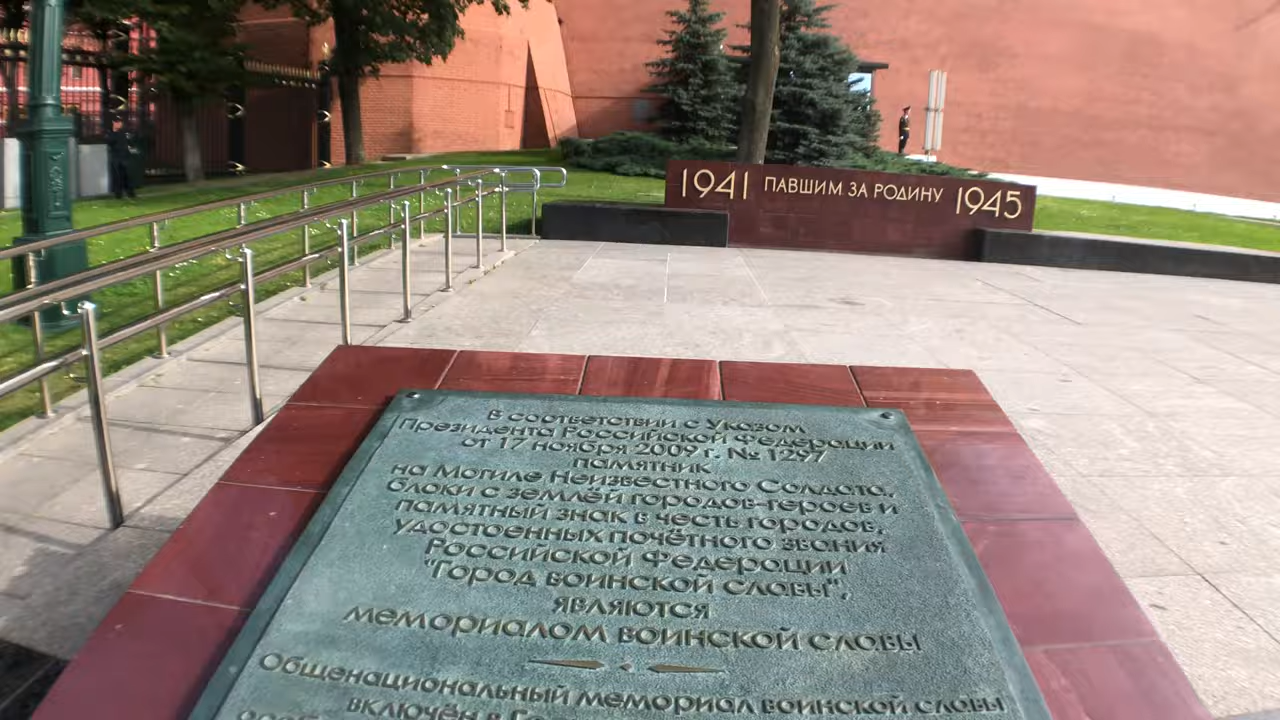 1941 ПАВШИМ ЗА РОДИНУ 1945
В соответствии с Указом
Президента Российской Федерации
от 17 ноября 2009 г. № 1297
памятник
на Могиле Неизвестного Солдата,
блоки с землёй городов-героев и
памятный знак в честь городов,
удостоенных почётного звания
Российской Федерации
"Город воинской славы",
являются
мемориалом воинской славы
Общенациональный мемориал воинской славы
включён в